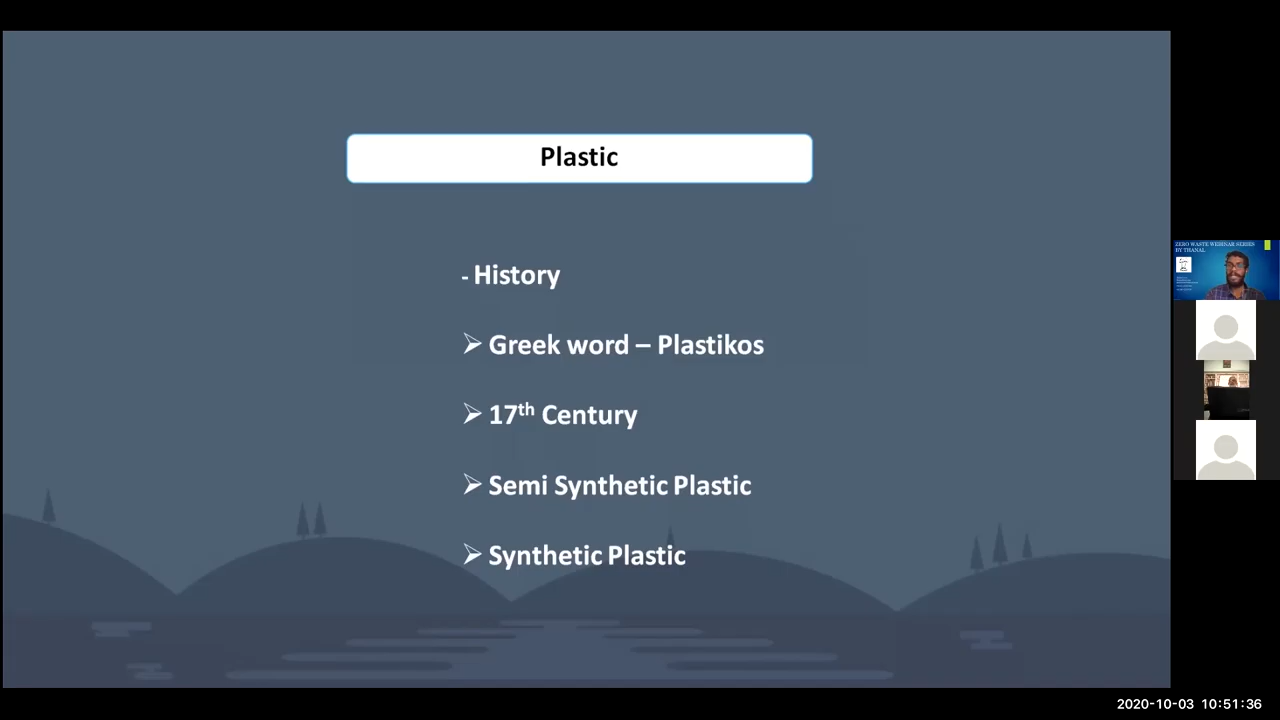 Plastic
- History
➢ Greek word – Plastikos
➢ 17th Century
➢ Semi Synthetic Plastic
➢ Synthetic Plastic
ZERO WASTE WEBINAR SERIES
BY THANAL
2020-10-03 10:51:36